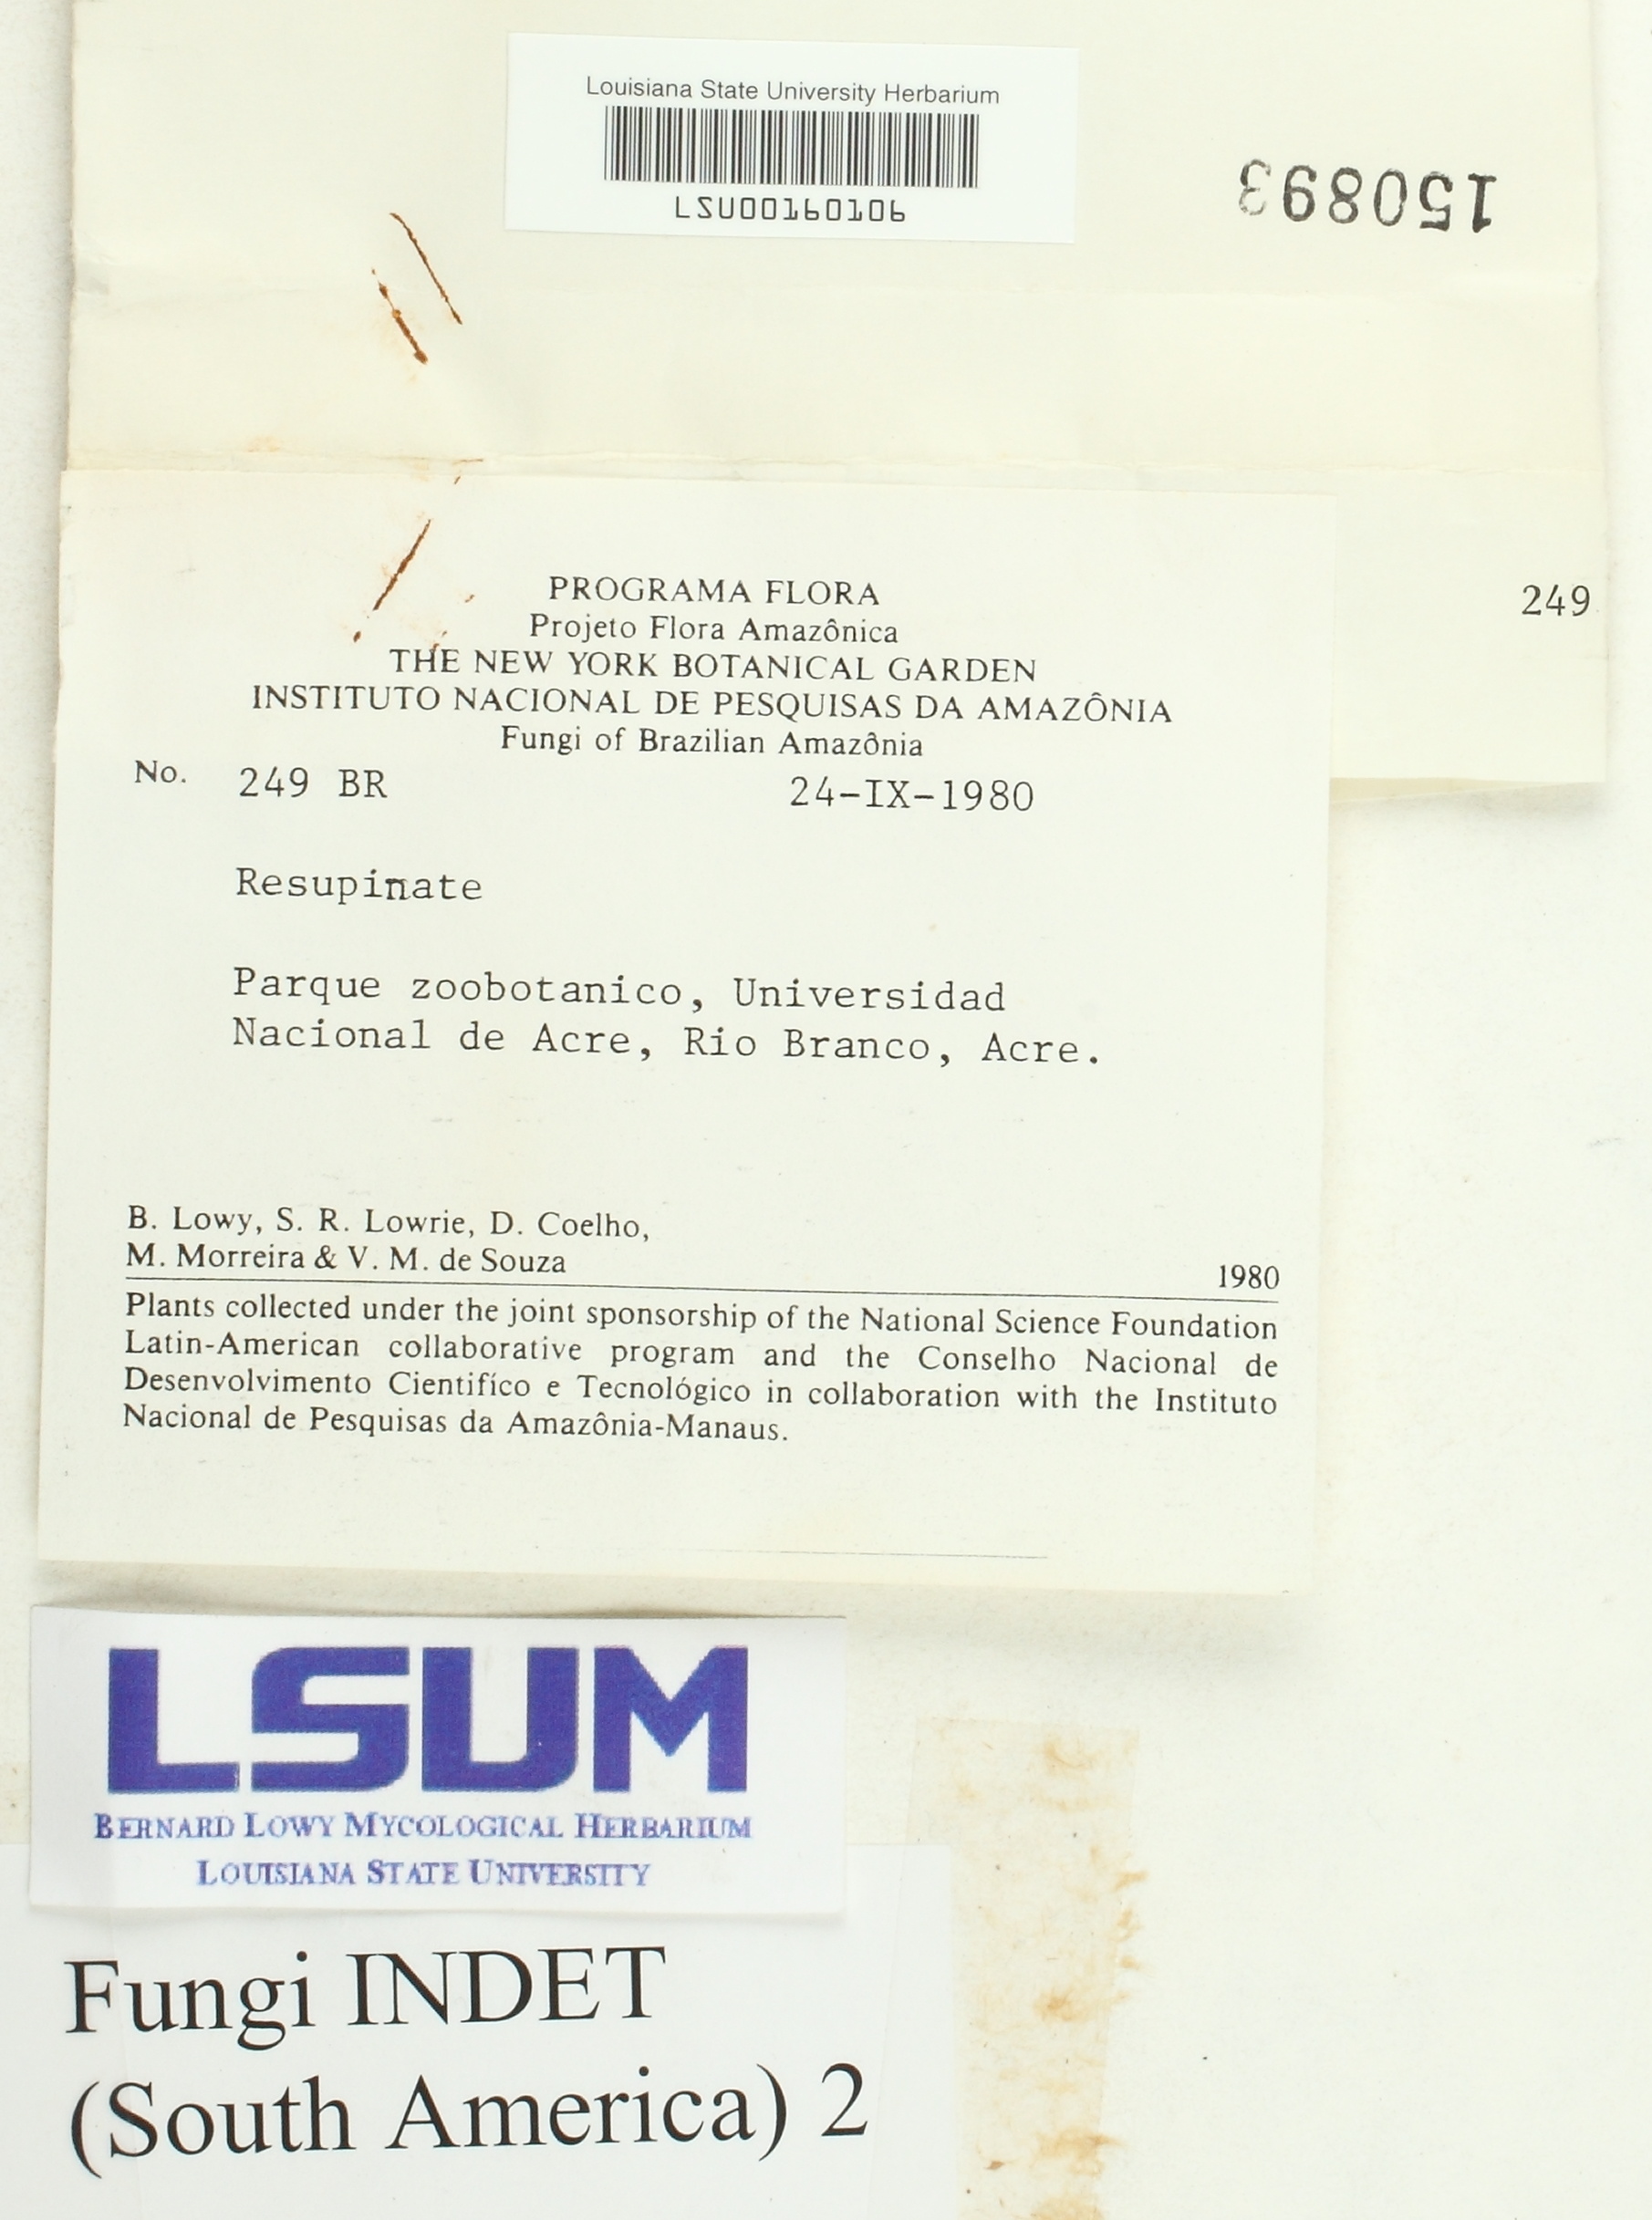 Louisiana State University Herbarium
LSU00160106
150893
249
PROGRAMA FLORA
Projeto Flora Amazônica
THE NEW YORK BOTANICAL GARDEN
INSTITUTO NACIONAL DE PESQUISAS DA AMAZÔNIA
Fungi of Brazilian Amazônia
No. 249 BR 24-IX-1980
Resupinate
Parque zoobotanico, Universidad
Nacional de Acre, Rio Branco, Acre.
B. Lowy, S. R. Lowrie, D. Coelho,
M. Morreira & V. M. de Souza 1980
Plants collected under the joint sponsorship of the National Science Foundation
Latin-American collaborative program and the Conselho Nacional de
Desenvolvimento Cientifíco e Tecnológico in collaboration with the Instituto
Nacional de Pesquisas da Amazônia-Manaus.
LSUM
BERNARD LOWY MYCOLOGICAL HERBARIUM
LOUISIANA STATE UNIVERSITY
Fungi INDET
(South America) 2